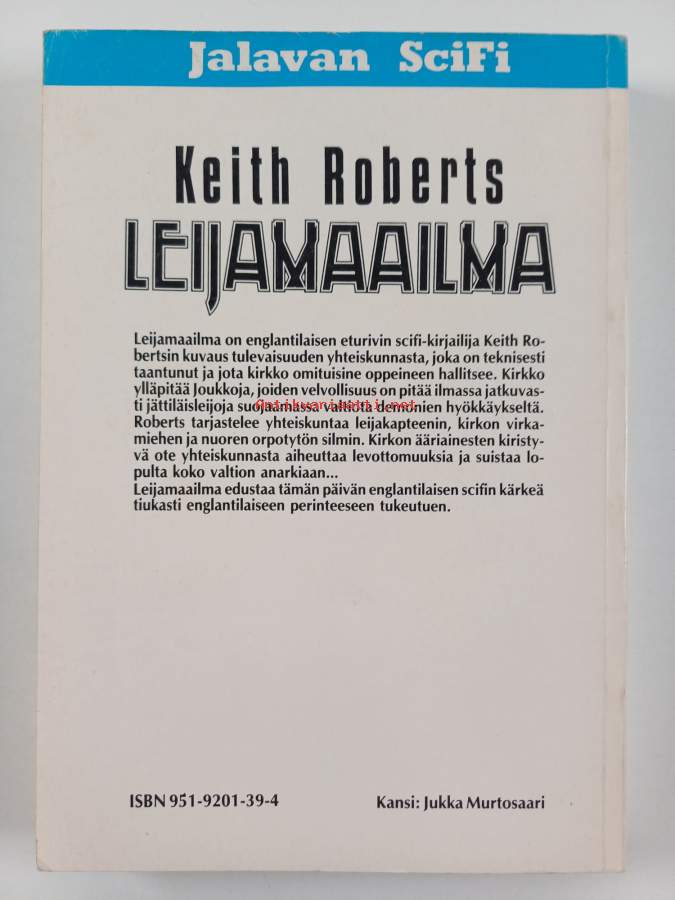 Jalavan SciFi
Keith Roberts
LEIJAMAAILMA
Leijamaailma on englantilaisen eturivin scifi-kirjailija Keith Ro-
bertsin kuvaus tulevaisuuden yhteiskunnasta, joka on teknisesti
taantunut ja jota kirkko omituisine oppeineen hallitsee. Kirkko
ylläpitää Joukkoja, joiden velvollisuus on pitää ilmassa jatkuvas-
ti jättiläisleijoja suojaamassa valtiota demonien hyökkäykseltä.
Antikvariaatti.net
Roberts tarjastelee yhteiskuntaa leijakapteenin, kirkon virka-
miehen ja nuoren orpotytön silmin. Kirkon ääriainesten kiristy-
vä ote yhteiskunnasta aiheuttaa levottomuuksia ja suistaa lo-
pulta koko valtion anarkiaan...
Leijamaailma edustaa tämän päivän englantilaisen scifin kärkeä
tiukasti englantilaiseen perinteeseen tukeutuen.
ISBN 951-9201-39-4
Kansi: Jukka Murtosaari